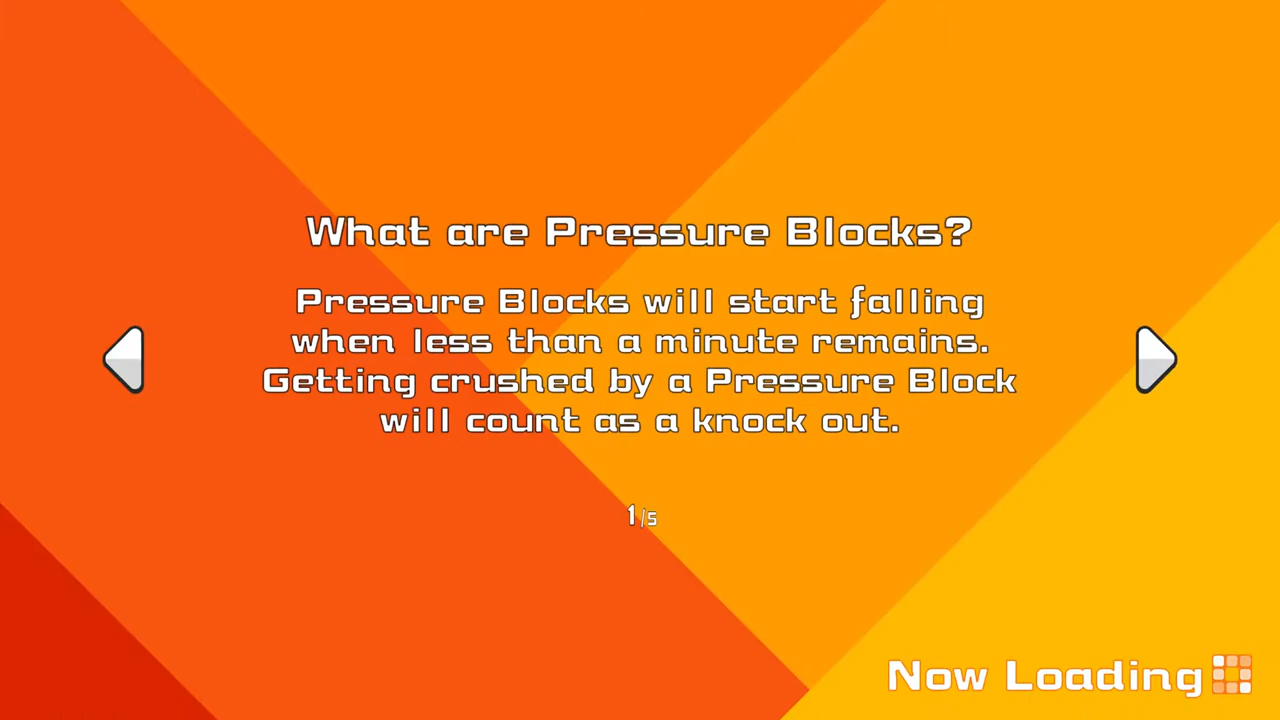 What are Pressure Blocks?
Pressure Blocks will start falling
when less than a minute remains.
Getting crushed by a Pressure Block
will count as a knock out.
1/5
Now Loading